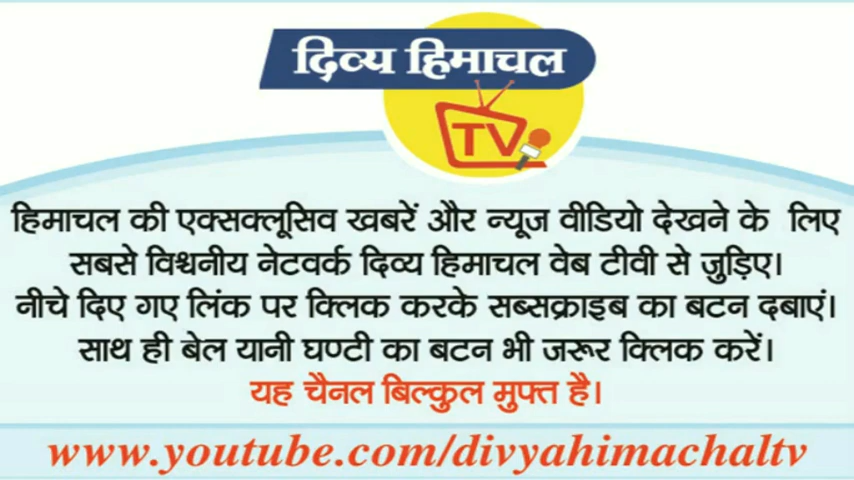 दिव्य हिमाचल
TV
हिमाचल की एक्सक्लूसिव खबरें और न्यूज वीडियो देखने के लिए
सबसे विश्वनीय नेटवर्क दिव्य हिमाचल वेब टीवी से जुड़िए।
नीचे दिए गए लिंक पर क्लिक करके सब्सक्राइब का बटन दबाएं।
साथ ही बेल यानी घण्टी का बटन भी जरूर क्लिक करें।
यह चैनल बिल्कुल मुफ्त है।
www.youtube.com/divyahimachaltv